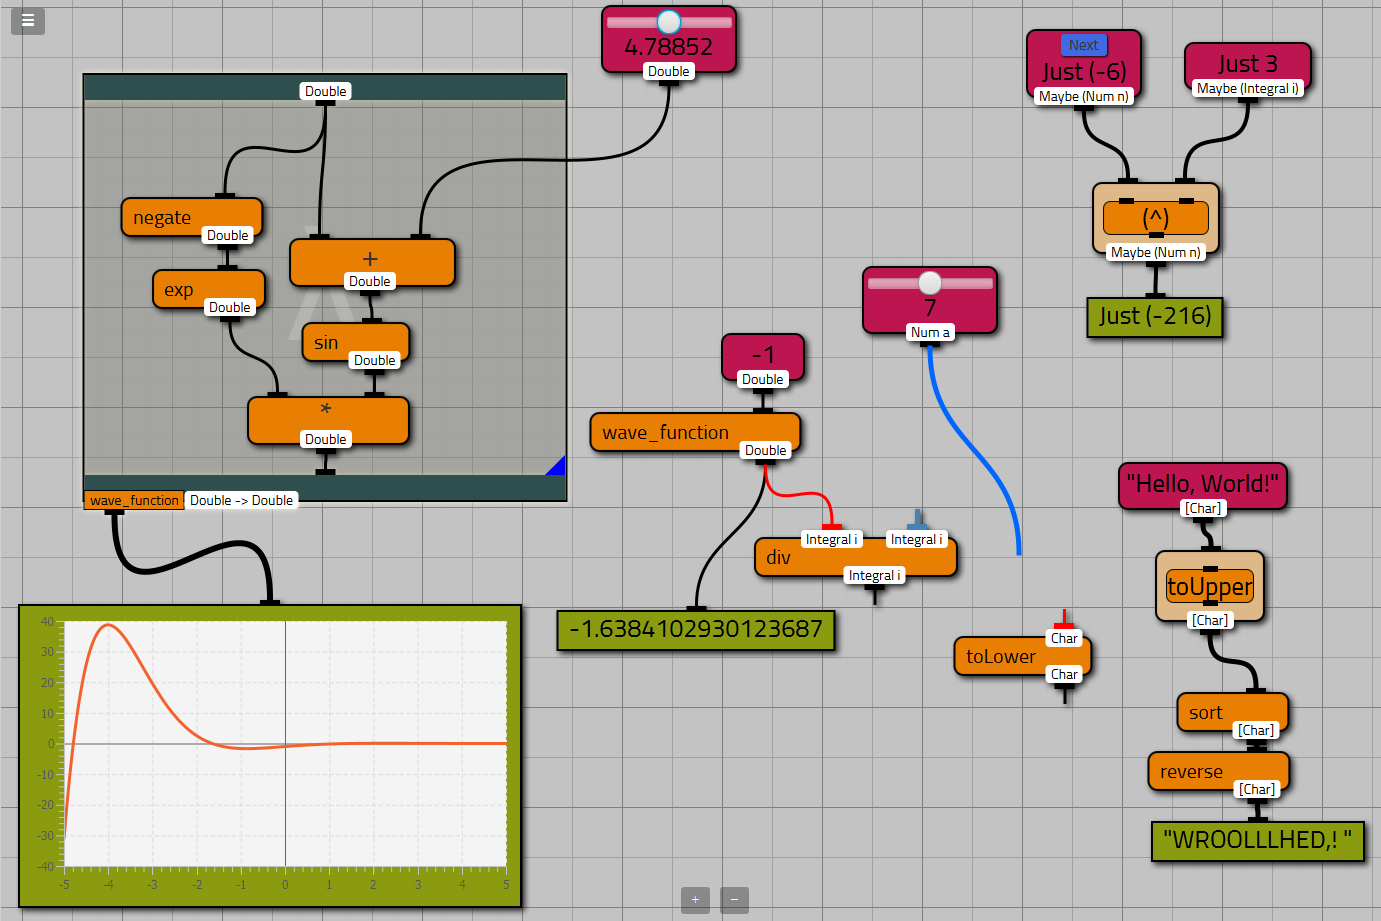 ☰
Double
negate
Double
exp
Double
+
Double
sin
Double
*
Double
wave_function
Double -> Double
40
30
20
10
0
-10
-20
-30
-40
-5 -4 -3 -2 -1 0 1 2 3 4 5
4.78852
Double
-1
Double
wave_function
Double
Integral i Integral i
div
Integral i
-1.6384102930123687
7
Num a
Char
toLower
Char
Next
Just (-6)
Maybe (Num n)
Just 3
Maybe (Integral i)
(^)
Maybe (Num n)
Just (-216)
"Hello, World!"
[Char]
toUpper
[Char]
sort
[Char]
reverse
[Char]
"WROOLLLHED,! "
+ −